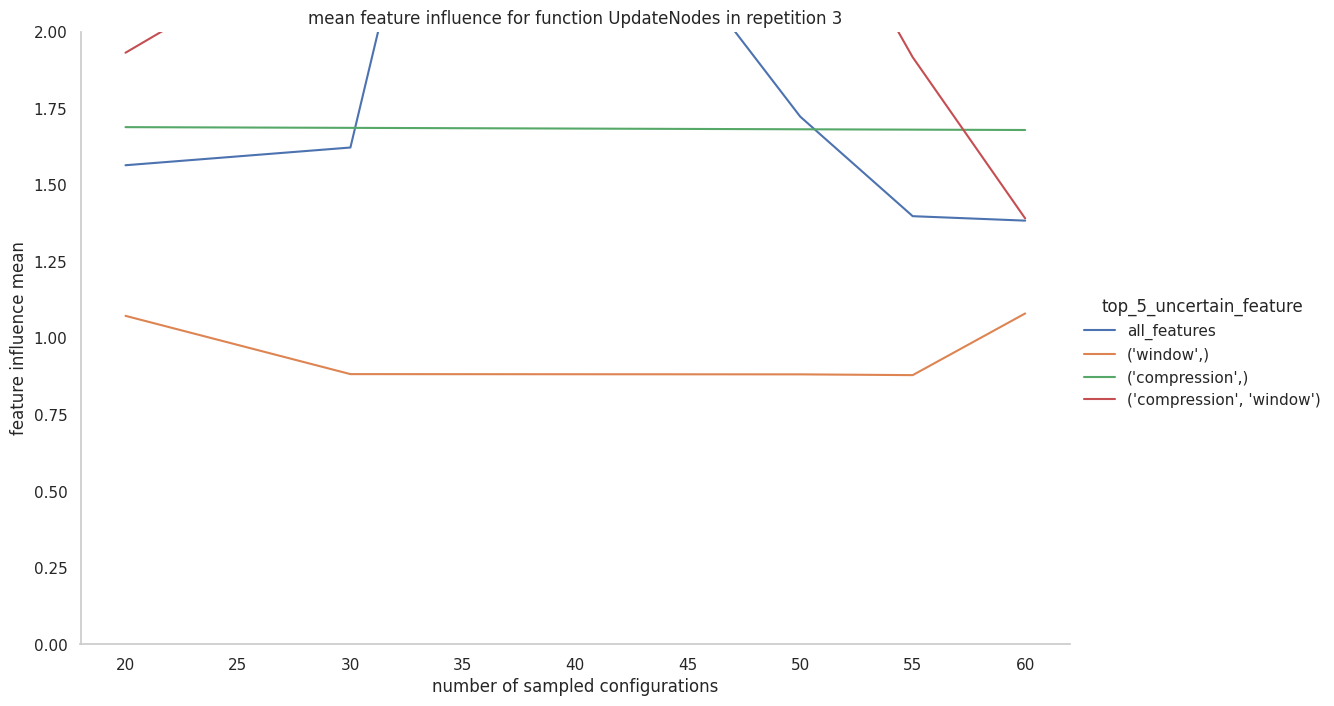 mean feature influence for function UpdateNodes in repetition 3
2.00
1.75
1.50
1.25
1.00
0.75
0.50
0.25
0.00
feature influence mean
20 25 30 35 40 45 50 55 60
number of sampled configurations
top_5_uncertain_feature
all_features
('window',)
('compression',)
('compression', 'window')